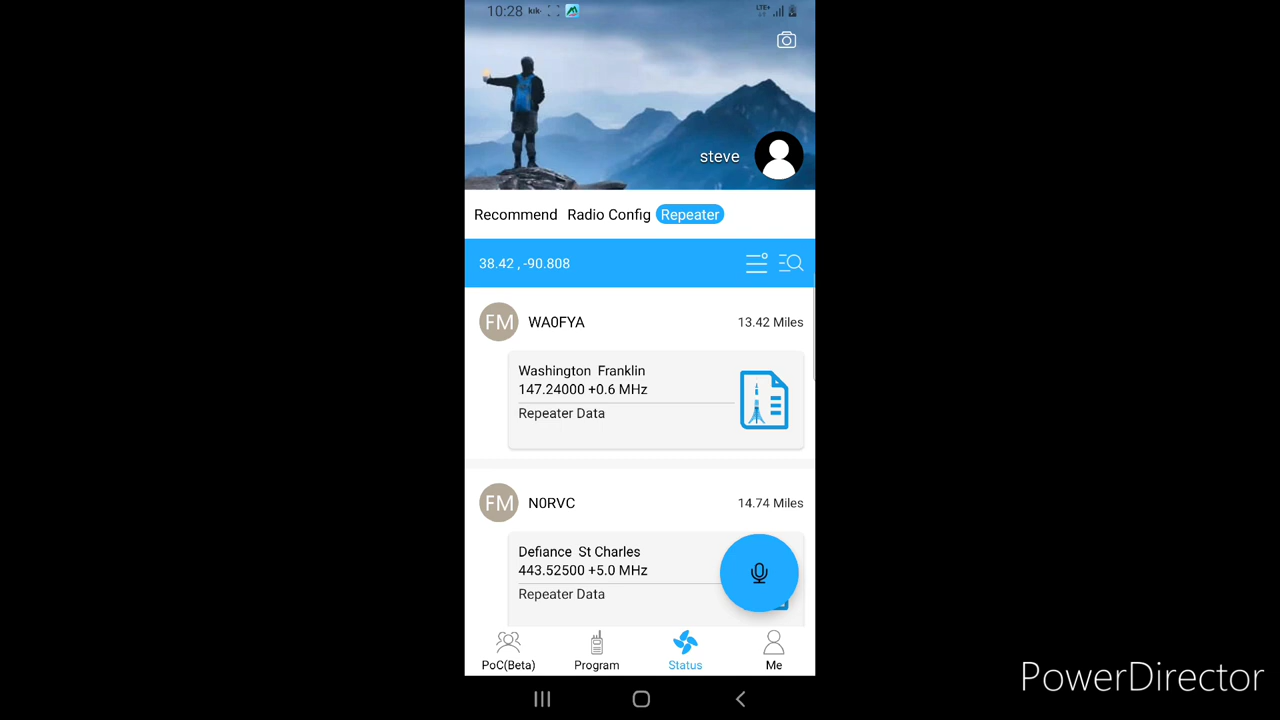 10:28 kik· LTE+
steve
Recommend Radio Config Repeater
38.42 , -90.808
FM WA0FYA 13.42 Miles
Washington Franklin
147.24000 +0.6 MHz
Repeater Data
FM N0RVC 14.74 Miles
Defiance St Charles
443.52500 +5.0 MHz
Repeater Data
PoC(Beta) Program Status Me
PowerDirector